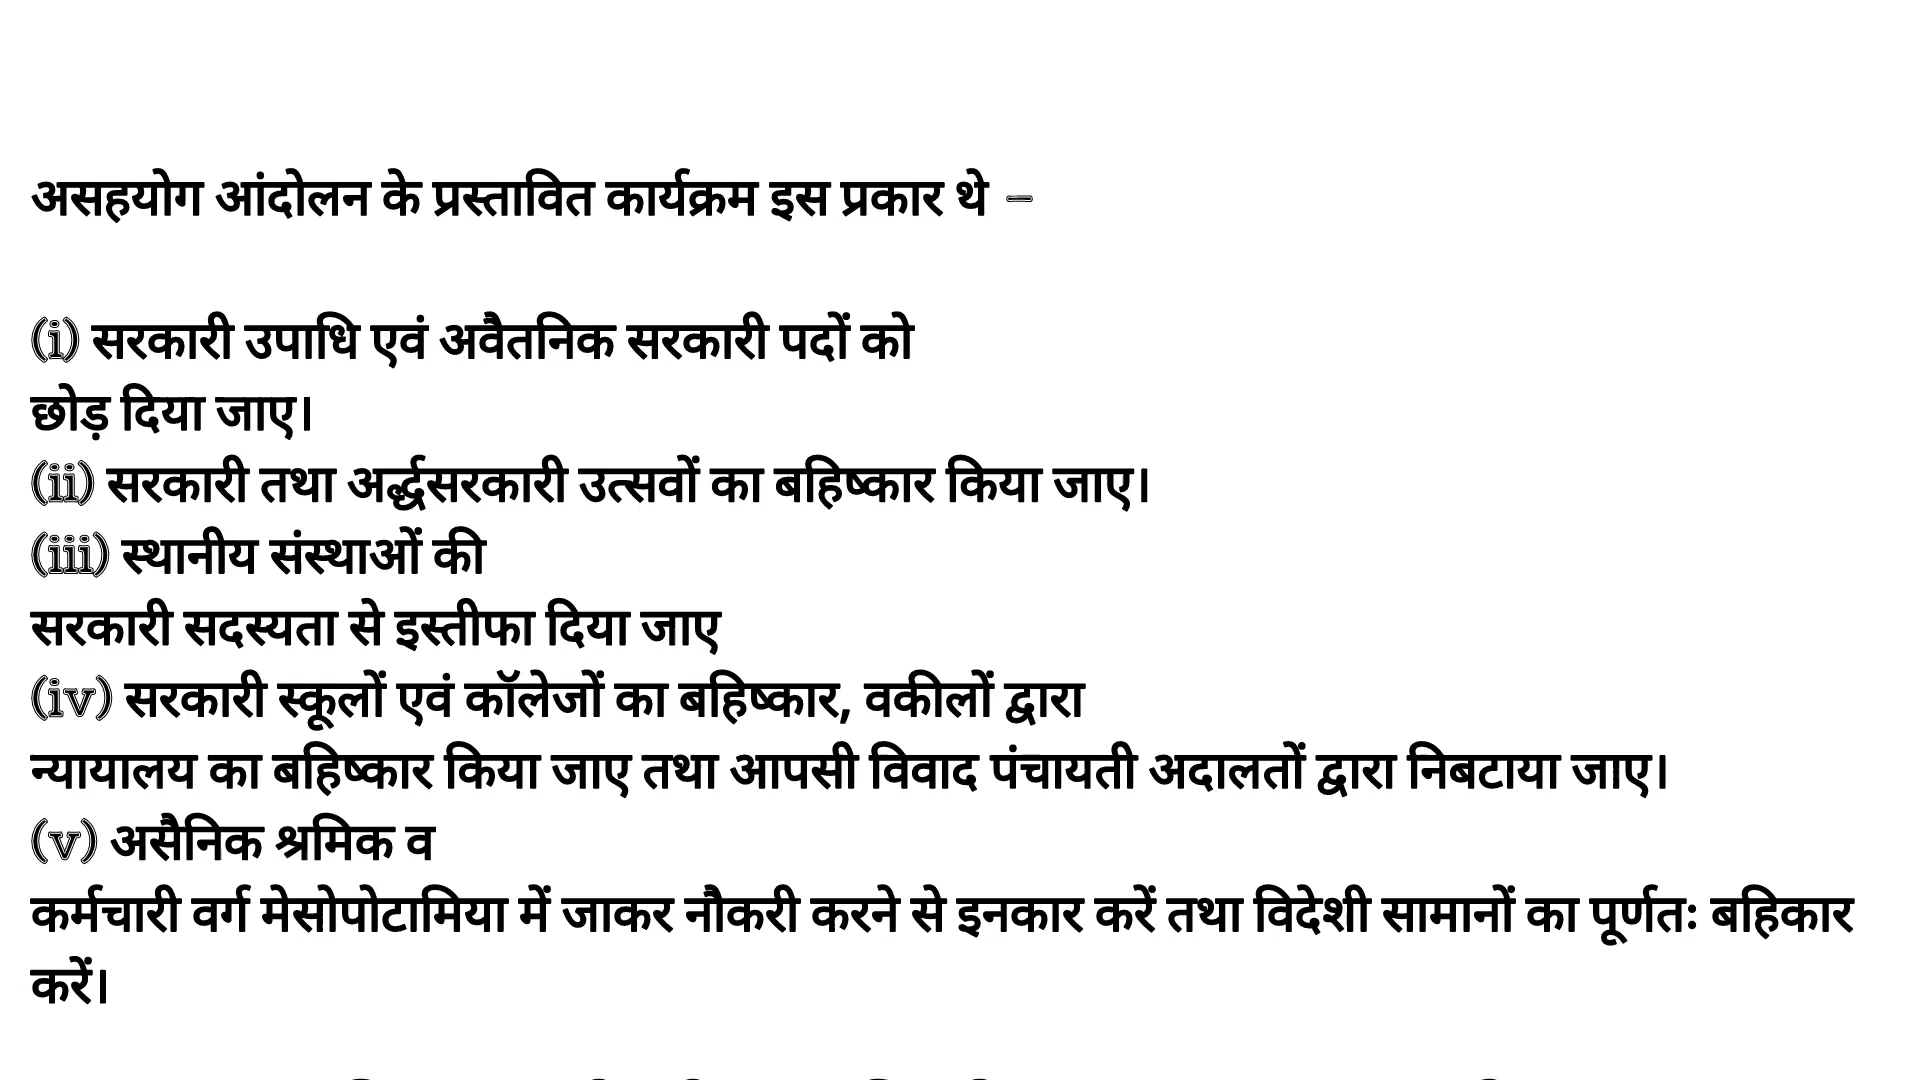 असहयोग आंदोलन के प्रस्तावित कार्यक्रम इस प्रकार थे –
(i) सरकारी उपाधि एवं अवैतनिक सरकारी पदों को
छोड़ दिया जाए।
(ii) सरकारी तथा अर्द्धसरकारी उत्सवों का बहिष्कार किया जाए।
(iii) स्थानीय संस्थाओं की
सरकारी सदस्यता से इस्तीफा दिया जाए
(iv) सरकारी स्कूलों एवं कॉलेजों का बहिष्कार, वकीलों द्वारा
न्यायालय का बहिष्कार किया जाए तथा आपसी विवाद पंचायती अदालतों द्वारा निबटाया जाए।
(v) असैनिक श्रमिक व
कर्मचारी वर्ग मेसोपोटामिया में जाकर नौकरी करने से इनकार करें तथा विदेशी सामानों का पूर्णतः बहिकार
करें।